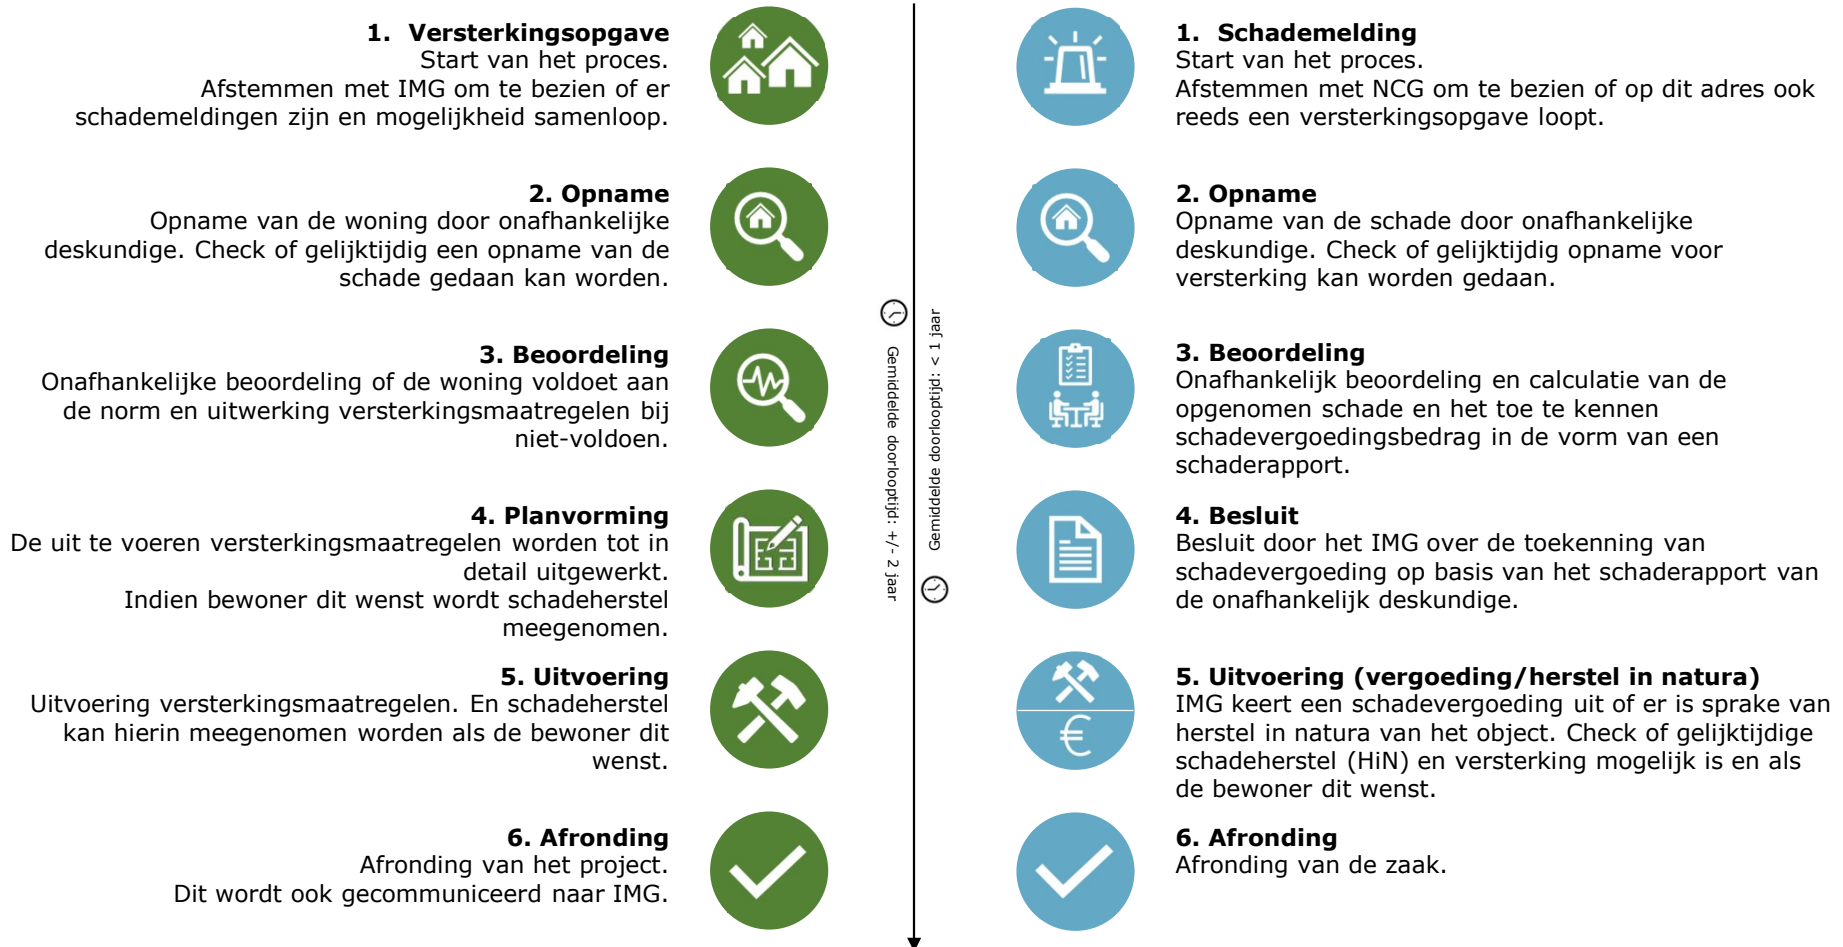 1. Versterkingsopgave
Start van het proces.
Afstemmen met IMG om te bezien of er
schademeldingen zijn en mogelijkheid samenloop.
2. Opname
Opname van de woning door onafhankelijke
deskundige. Check of gelijktijdig een opname van de
schade gedaan kan worden.
3. Beoordeling
Onafhankelijke beoordeling of de woning voldoet aan
de norm en uitwerking versterkingsmaatregelen bij
niet-voldoen.
4. Planvorming
De uit te voeren versterkingsmaatregelen worden tot in
detail uitgewerkt.
Indien bewoner dit wenst wordt schadeherstel
meegenomen.
5. Uitvoering
Uitvoering versterkingsmaatregelen. En schadeherstel
kan hierin meegenomen worden als de bewoner dit
wenst.
6. Afronding
Afronding van het project.
Dit wordt ook gecommuniceerd naar IMG.
Gemiddelde doorlooptijd: +/- 2 jaar
Gemiddelde doorlooptijd: < 1 jaar
1. Schademelding
Start van het proces.
Afstemmen met NCG om te bezien of op dit adres ook
reeds een versterkingsopgave loopt.
2. Opname
Opname van de schade door onafhankelijke
deskundige. Check of gelijktijdig opname voor
versterking kan worden gedaan.
3. Beoordeling
Onafhankelijk beoordeling en calculatie van de
opgenomen schade en het toe te kennen
schadevergoedingsbedrag in de vorm van een
schaderapport.
4. Besluit
Besluit door het IMG over de toekenning van
schadevergoeding op basis van het schaderapport van
de onafhankelijk deskundige.
5. Uitvoering (vergoeding/herstel in natura)
IMG keert een schadevergoeding uit of er is sprake van
herstel in natura van het object. Check of gelijktijdige
schadeherstel (HiN) en versterking mogelijk is en als
de bewoner dit wenst.
6. Afronding
Afronding van de zaak.